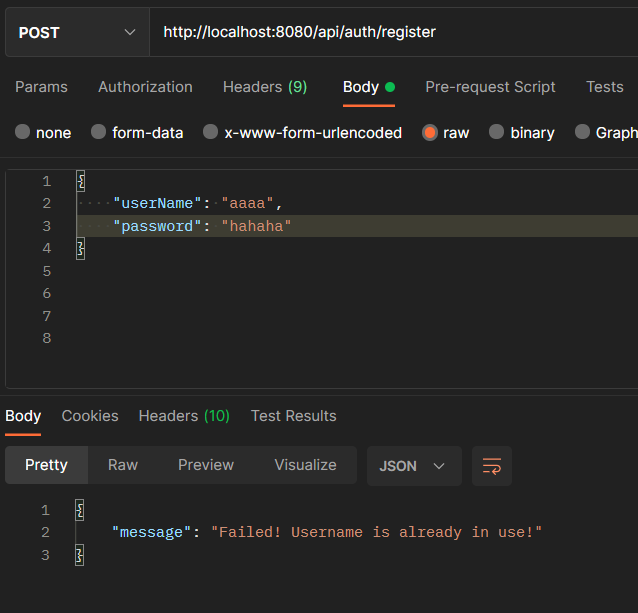 POST http://localhost:8080/api/auth/register
Params Authorization Headers (9) Body Pre-request Script Tests
none form-data x-www-form-urlencoded raw binary Graph
1 {
2 "userName": "aaaa",
3 "password": "hahaha"
4 }
5
6
7
8
Body Cookies Headers (10) Test Results
Pretty Raw Preview Visualize JSON
1 {
2 "message": "Failed! Username is already in use!"
3 }